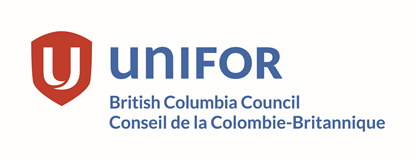 UNIFOR
British Columbia Council
Conseil de la Colombie-Britannique